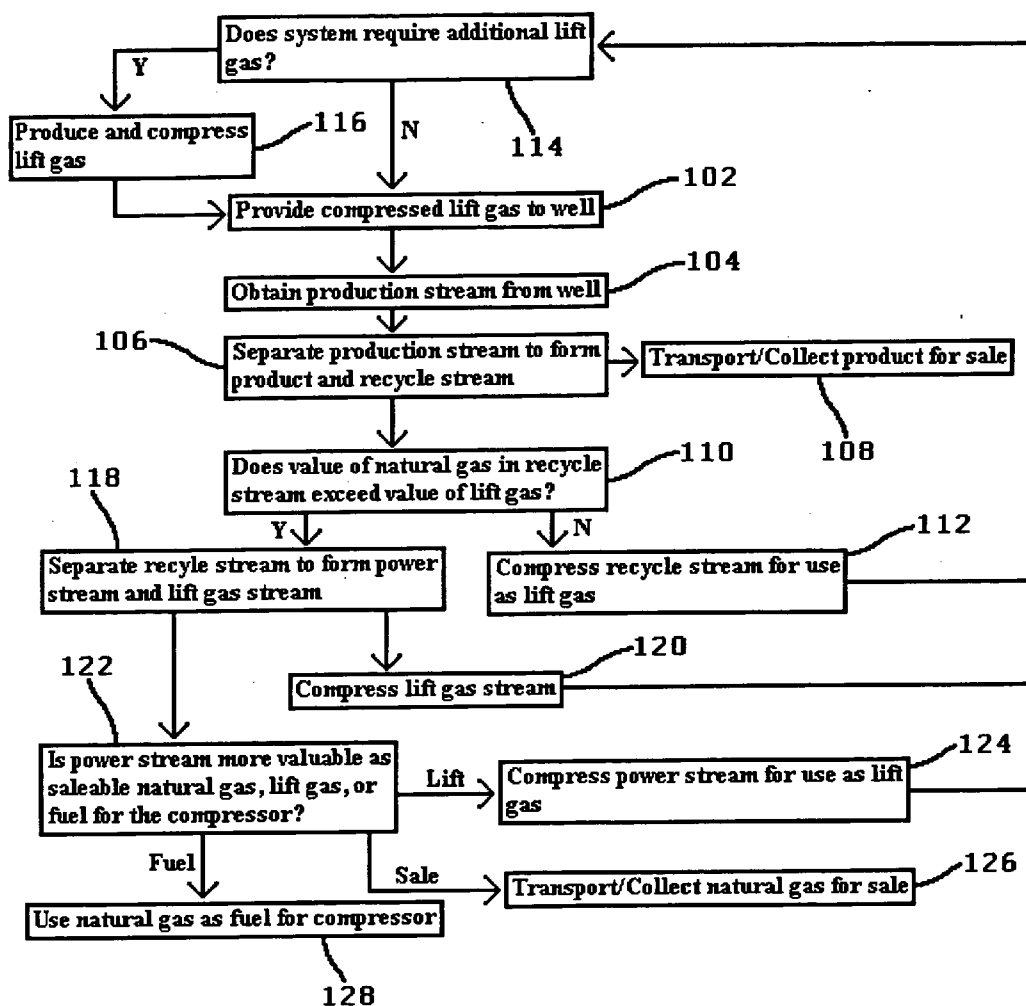 Does system require additional lift
gas?
Y
N
114
Produce and compress
lift gas
116
102
Provide compressed lift gas to well
104
Obtain production stream from well
106
Separate production stream to form
product and recycle stream
Transport/Collect product for sale
108
110
Does value of natural gas in recycle
stream exceed value of lift gas?
118
Y
N
112
Separate recyle stream to form power
stream and lift gas stream
Compress recycle stream for use
as lift gas
120
Compress lift gas stream
122
Is power stream more valuable as
saleable natural gas, lift gas, or
fuel for the compressor?
Lift
Compress power stream for use as lift
gas
124
Fuel
Sale
126
Transport/Collect natural gas for sale
Use natural gas as fuel for compressor
128